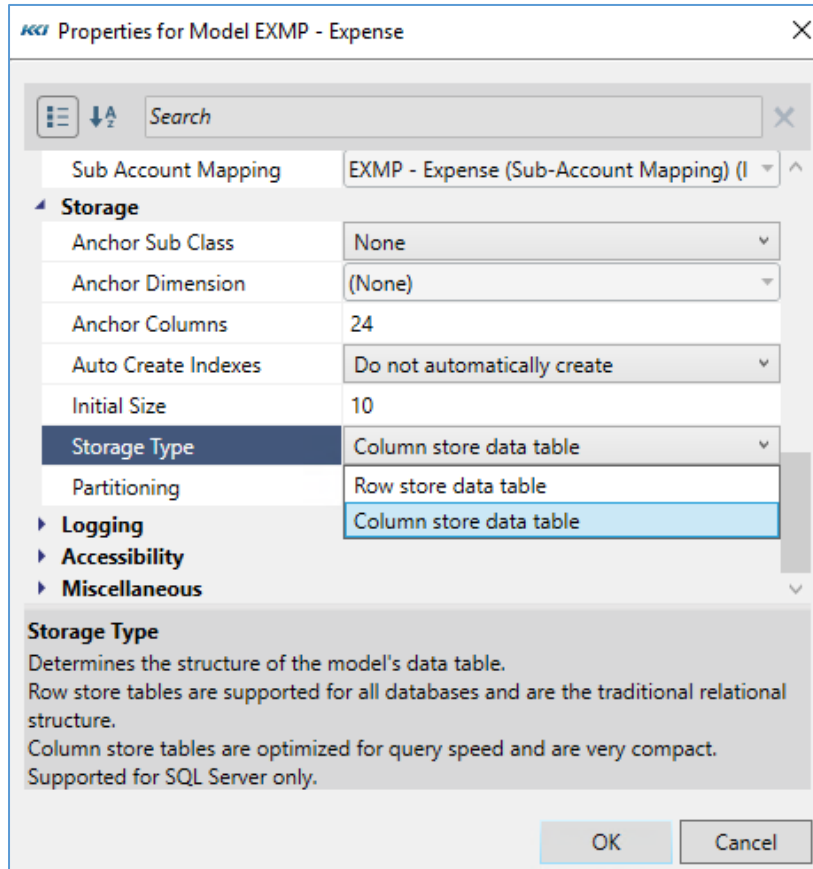 KCI Properties for Model EXMP - Expense
Search
Sub Account Mapping EXMP - Expense (Sub-Account Mapping) (I
Storage
Anchor Sub Class None
Anchor Dimension (None)
Anchor Columns 24
Auto Create Indexes Do not automatically create
Initial Size 10
Storage Type Column store data table
Partitioning Row store data table
Column store data table
Logging
Accessibility
Miscellaneous
Storage Type
Determines the structure of the model's data table.
Row store tables are supported for all databases and are the traditional relational
structure.
Column store tables are optimized for query speed and are very compact.
Supported for SQL Server only.
OK Cancel